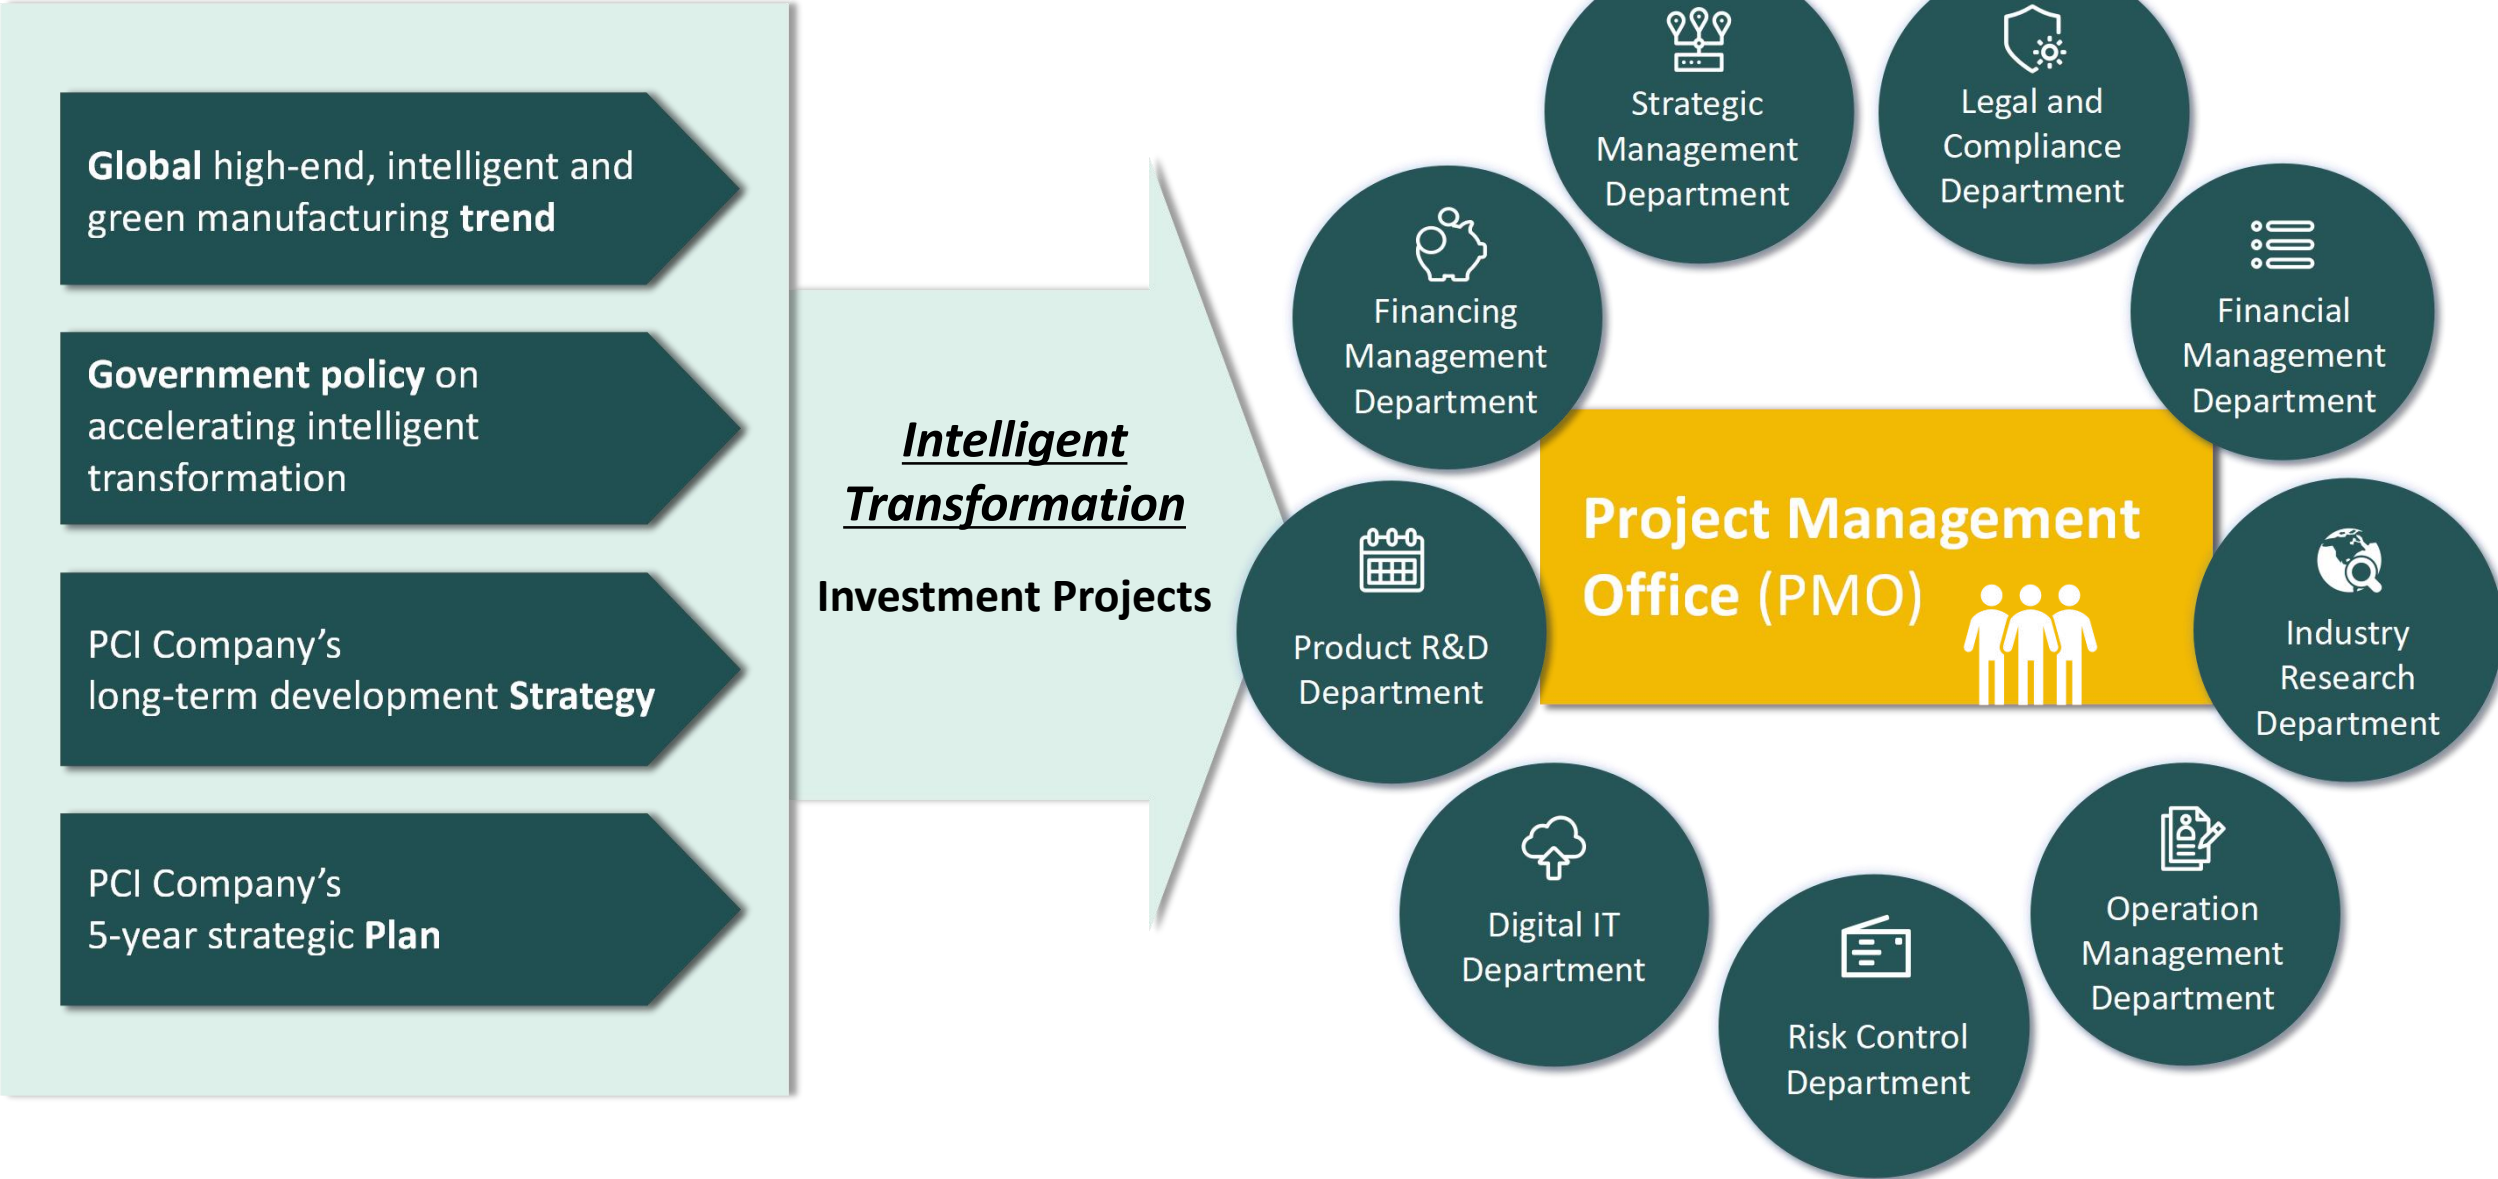 Global high-end, intelligent and
green manufacturing trend
Government policy on
accelerating intelligent
transformation
PCI Company’s
long-term development Strategy
PCI Company’s
5-year strategic Plan
Intelligent
Transformation
Investment Projects
Strategic
Management
Department
Legal and
Compliance
Department
Financing
Management
Department
Financial
Management
Department
Project Management
Office (PMO)
Product R&D
Department
Industry
Research
Department
Digital IT
Department
Operation
Management
Department
Risk Control
Department